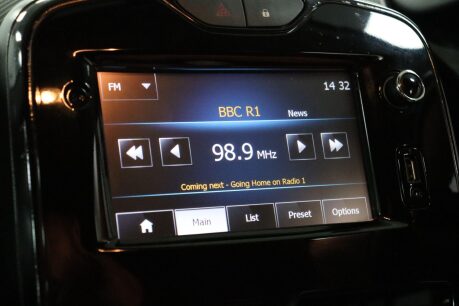 FM
14 32
BBC R1
News
98.9 MHz
Coming next - Going Home on Radio 1
Main
List
Preset
Options